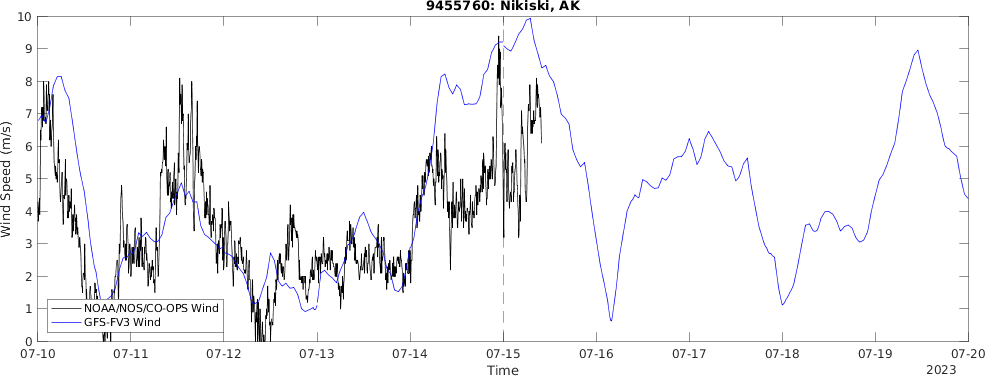 9455760: Nikiski, AK
Wind Speed (m/s)
10
9
8
7
6
5
4
3
2
1
0
NOAA/NOS/CO-OPS Wind
GFS-FV3 Wind
07-10 07-11 07-12 07-13 07-14 07-15 07-16 07-17 07-18 07-19 07-20
Time
2023